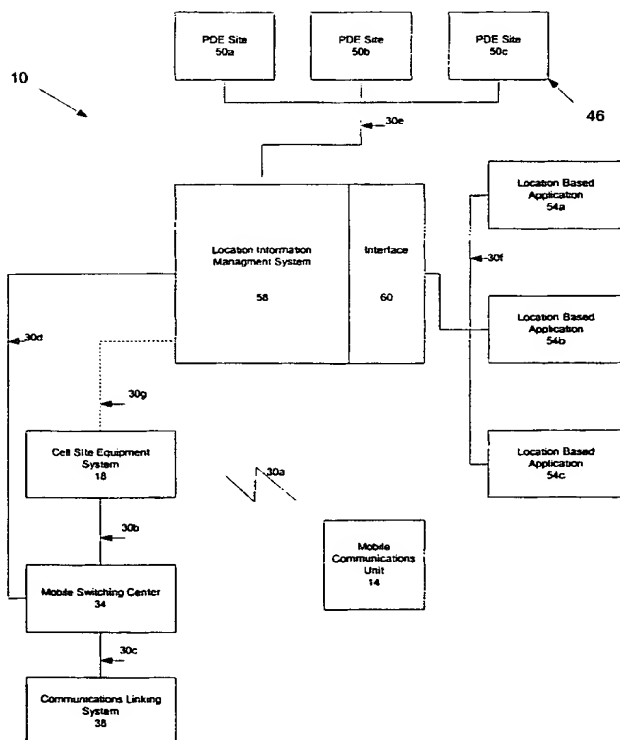 PDE Site
50a
PDE Site
50b
PDE Site
50c
10
46
30e
Location Information
Managment System
58
Interface
60
Location Based
Application
54a
30f
Location Based
Application
54b
Location Based
Application
54c
30d
30g
Cell Site Equipment
System
18
30a
30b
Mobile
Communications
Unit
14
Mobile Switching Center
34
30c
Communications Linking
System
38